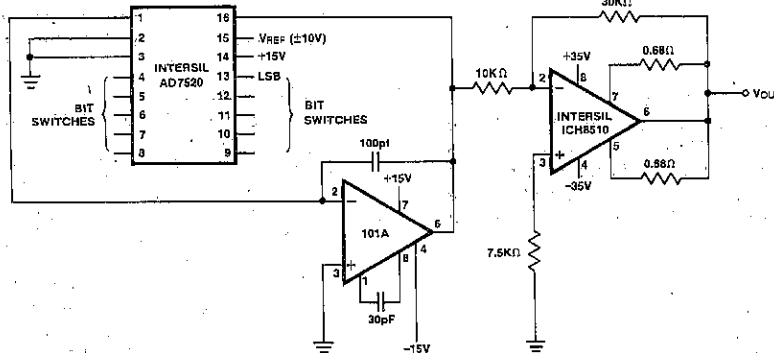 1
2
3
4
5
6
7
8
INTERSIL
AD7520
16
15
14
13
12
11
10
9
VREF (±10V)
+15V
LSB
BIT
SWITCHES
BIT
SWITCHES
100pf
2
3
101A
+15V
7
6
4
8
1
30pF
-15V
10KΩ
30KΩ
+35V
8
2
3
INTERSIL
ICH8510
7
6
5
4
-35V
0.68Ω
0.68Ω
7.5KΩ
VOU